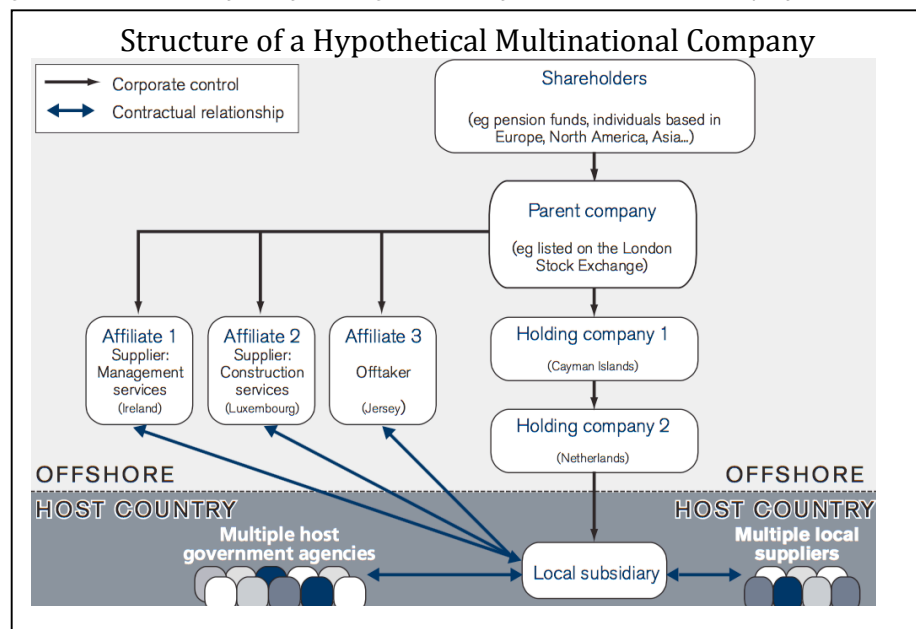 Structure of a Hypothetical Multinational Company
Corporate control
Contractual relationship
Shareholders
(eg pension funds, individuals based in
Europe, North America, Asia...)
Parent company
(eg listed on the London
Stock Exchange)
Affiliate 1
Supplier:
Management
services
(Ireland)
Affiliate 2
Supplier:
Construction
services
(Luxembourg)
Affiliate 3
Offtaker
(Jersey)
Holding company 1
(Cayman Islands)
Holding company 2
(Netherlands)
OFFSHORE
OFFSHORE
HOST COUNTRY
HOST COUNTRY
Multiple host
government agencies
Local subsidiary
Multiple local
suppliers